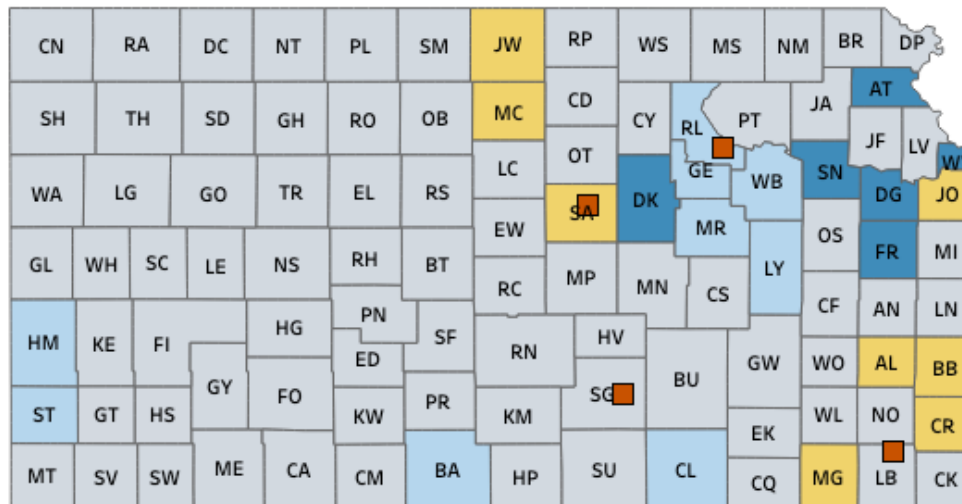 CN RA DC NT PL SM JW RP WS MS NM BR DP
SH TH SD GH RO OB MC CD CY RL PT JA AT
JF LV
WA LG GO TR EL RS LC OT DK GE WB SN DG W JO
SA
GL WH SC LE NS RH BT EW MR OS FR MI
HM KE FI HG PN SF RC MP MN CS LY CF AN LN
GY ED RN HV GW WO AL BB
ST GT HS FO KW PR KM SG BU WL NO CR
EK
MT SV SW ME CA CM BA HP SU CL CQ MG LB CK